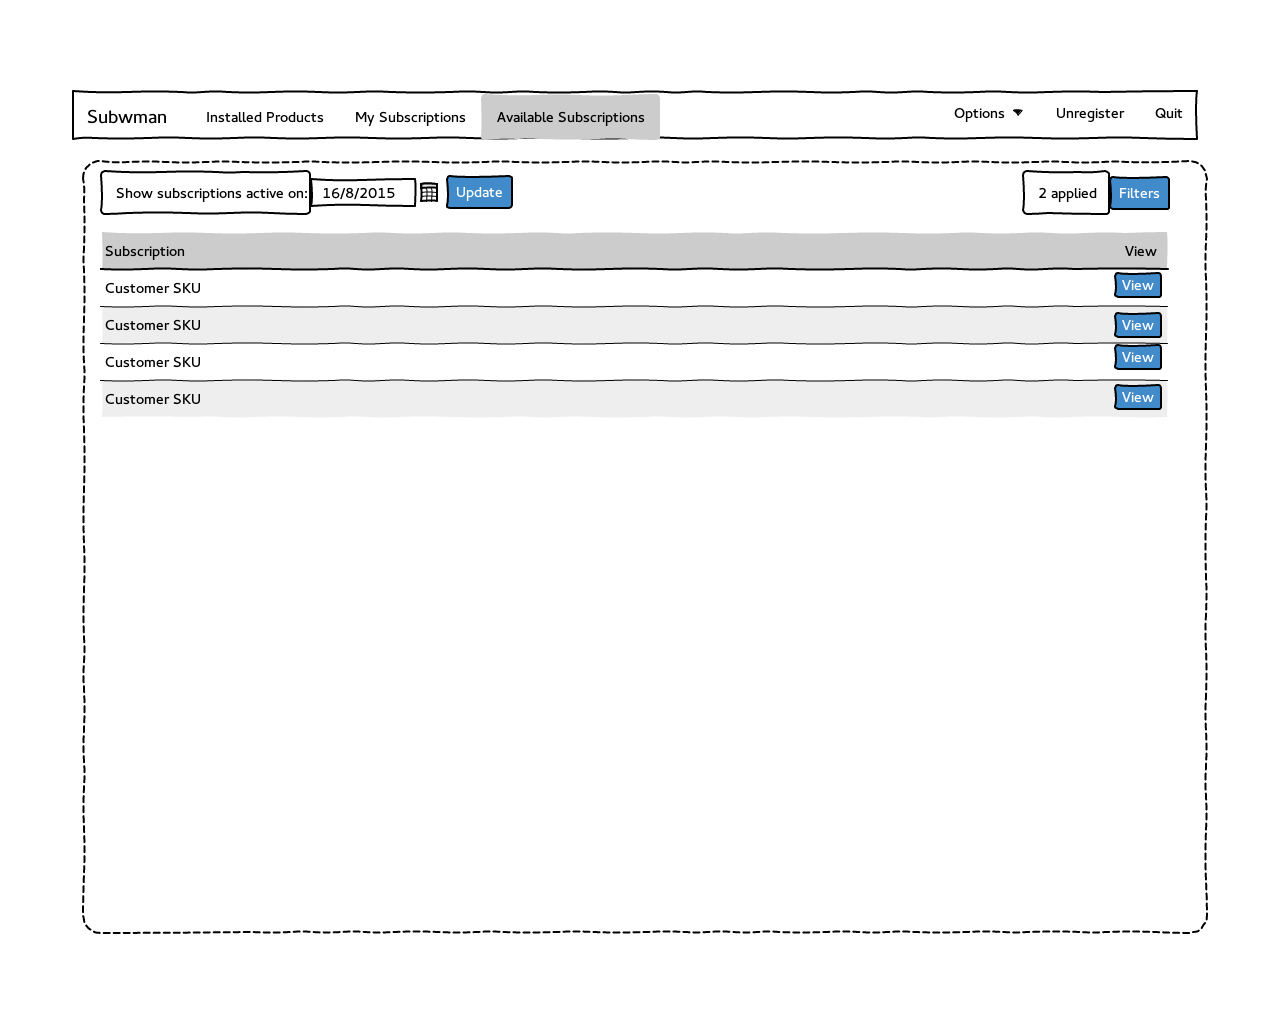 Subwman Installed Products My Subscriptions Available Subscriptions Options Unregister Quit
Show subscriptions active on: 16/8/2015 Update 2 applied Filters
Subscription View
Customer SKU View
Customer SKU View
Customer SKU View
Customer SKU View